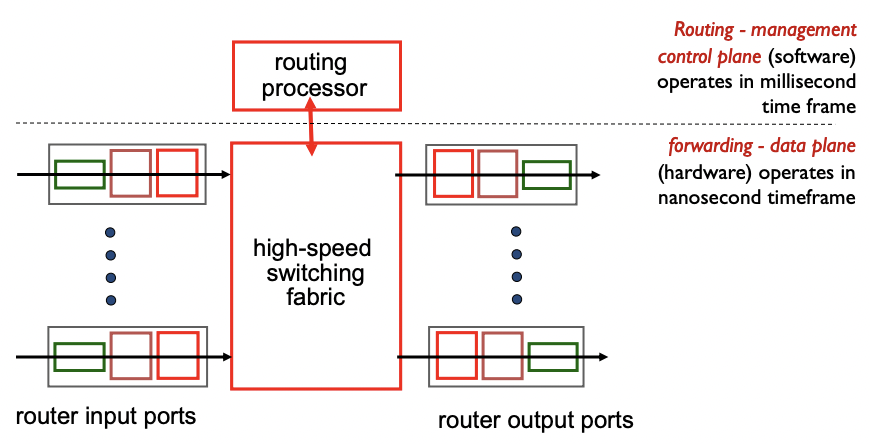 Routing - management
control plane (software)
operates in millisecond
time frame
routing
processor
forwarding - data plane
(hardware) operates in
nanosecond timeframe
high-speed
switching
fabric
router input ports
router output ports